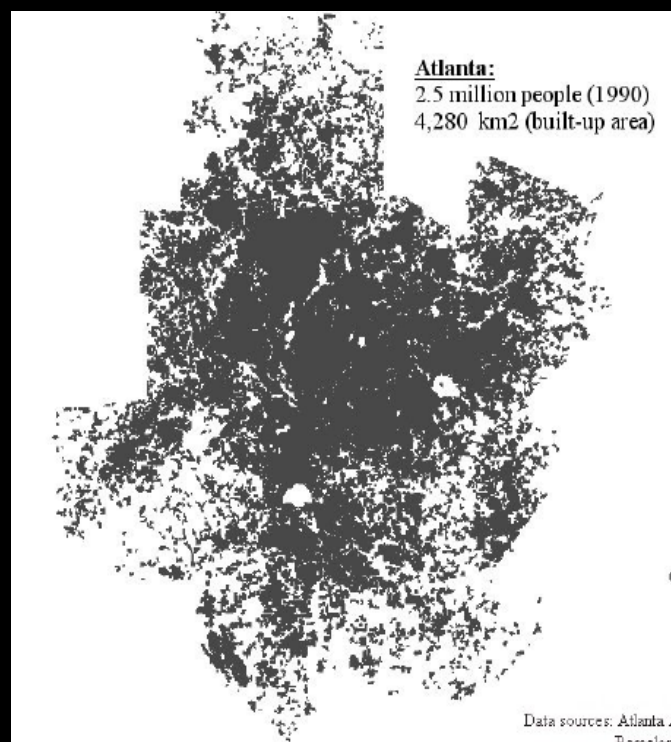 Atlanta:
2.5 million people (1990)
4,280 km2 (built-up area)
Data sources: Atlanta